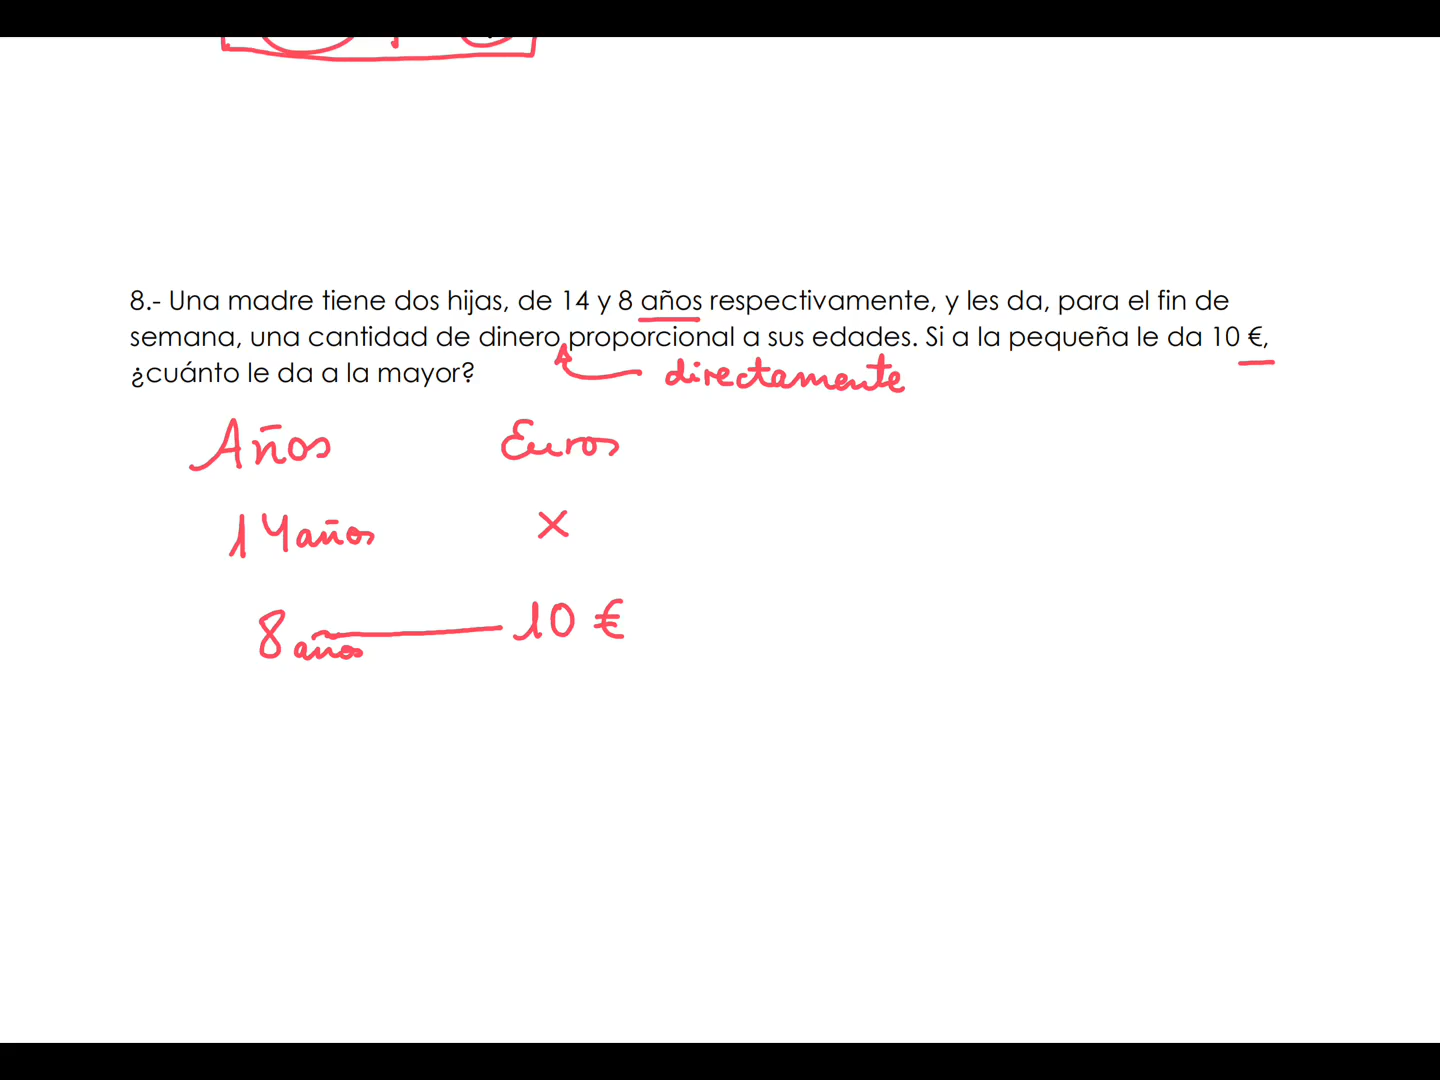 8.- Una madre tiene dos hijas, de 14 y 8 años respectivamente, y les da, para el fin de
semana, una cantidad de dinero proporcional a sus edades. Si a la pequeña le da 10 €,
¿cuánto le da a la mayor?
directamente
Años Euros
14 años x
8 años 10 €